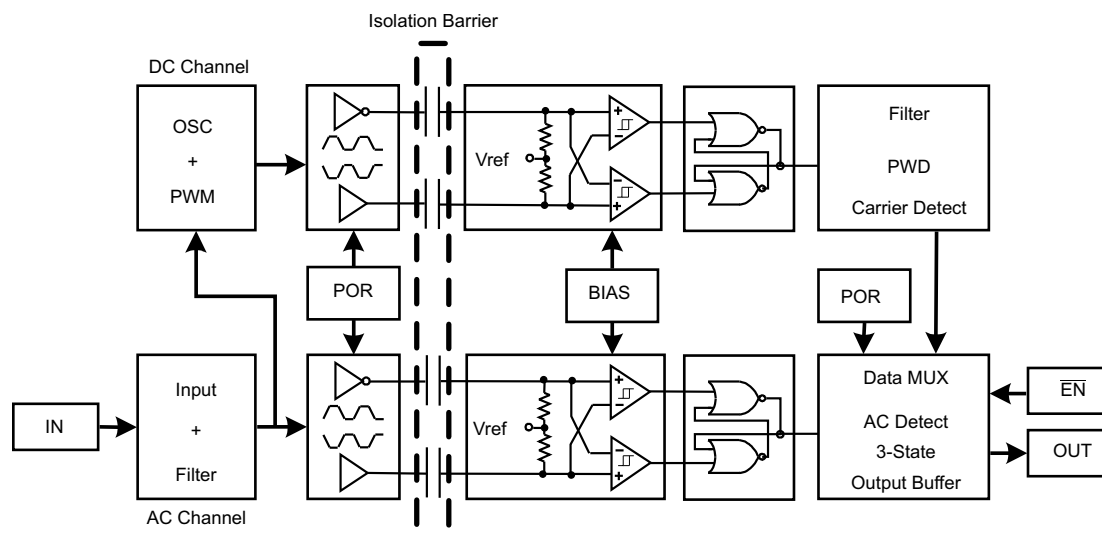 Isolation Barrier
DC Channel
OSC
+
PWM
Vref
+
−
−
+
Filter
PWD
Carrier Detect
POR
BIAS
POR
IN
Input
+
Filter
AC Channel
Vref
+
−
−
+
Data MUX
AC Detect
3-State
Output Buffer
EN
OUT